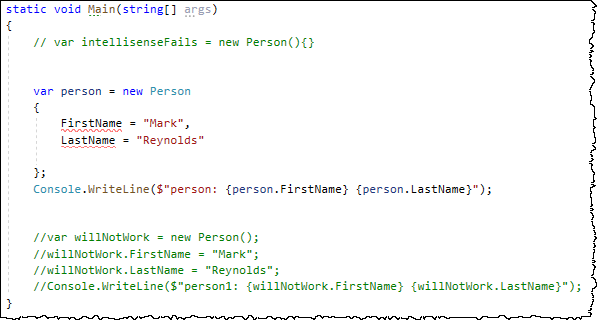 static void Main(string[] args)
{
// var intellisenseFails = new Person(){}
var person = new Person
{
FirstName = "Mark",
LastName = "Reynolds"
};
Console.WriteLine($"person: {person.FirstName} {person.LastName}");
//var willNotWork = new Person();
//willNotWork.FirstName = "Mark";
//willNotWork.LastName = "Reynolds";
//Console.WriteLine($"person1: {willNotWork.FirstName} {willNotWork.LastName}");
}